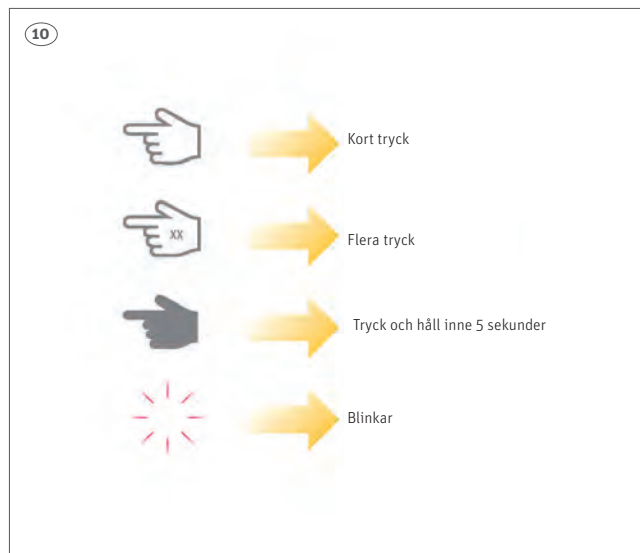 10
Kort tryck
XX
Flera tryck
Tryck och håll inne 5 sekunder
Blinkar